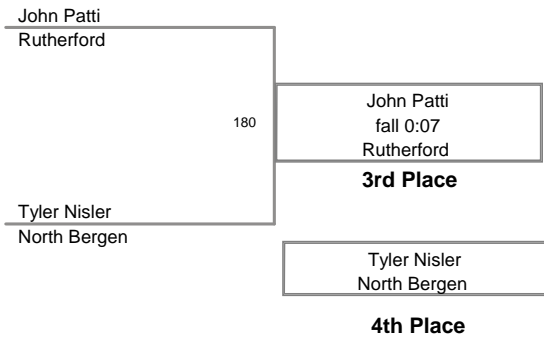 John Patti
Rutherford
180
John Patti
fall 0:07
Rutherford
3rd Place
Tyler Nisler
North Bergen
Tyler Nisler
North Bergen
4th Place